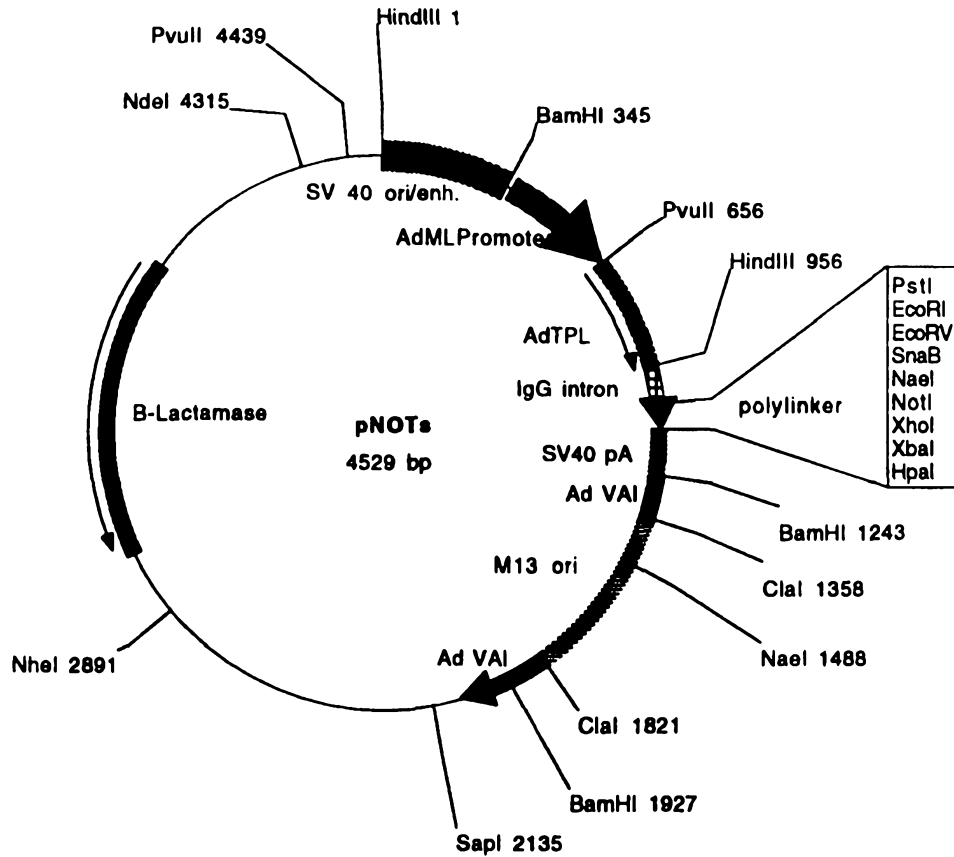 HindIII 1
PvuII 4439
NdeI 4315
BamHI 345
SV 40 ori/enh.
AdMLPromote
PvuII 656
HindIII 956
PstI
EcoRI
EcoRV
SnaB
NaeI
NotI
XhoI
XbaI
HpaI
AdTPL
IgG intron
polylinker
B-Lactamase
pNOTs
4529 bp
SV40 pA
Ad VAI
BamHI 1243
M13 ori
ClaI 1358
NheI 2891
Ad VAI
NaeI 1488
ClaI 1821
BamHI 1927
SapI 2135